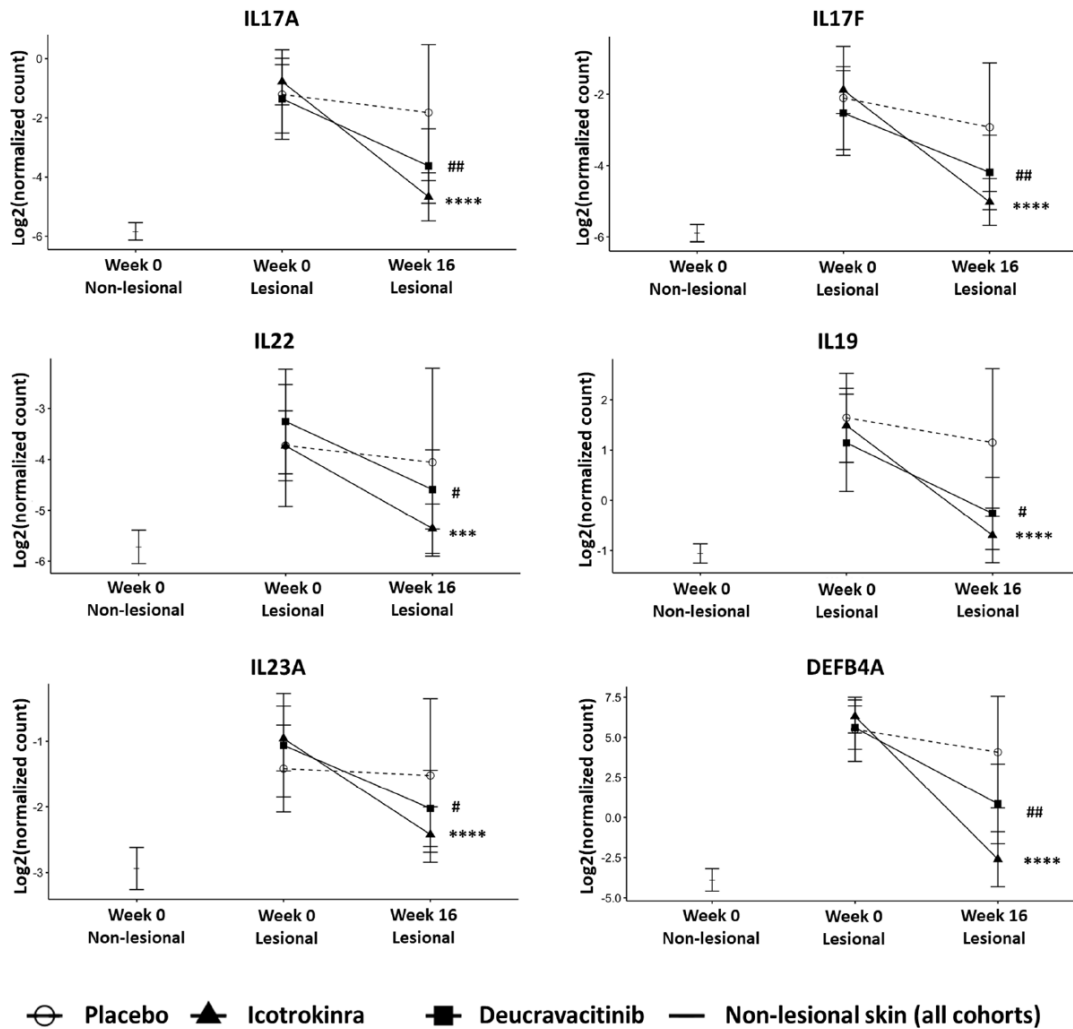 IL17A
Log2(normalized count)
0
-2
-4
-6
##
****
Week 0
Non-lesional
Week 0
Lesional
Week 16
Lesional
IL17F
Log2(normalized count)
-2
-4
-6
##
****
Week 0
Non-lesional
Week 0
Lesional
Week 16
Lesional
IL22
Log2(normalized count)
-3
-4
-5
-6
#
***
Week 0
Non-lesional
Week 0
Lesional
Week 16
Lesional
IL19
Log2(normalized count)
2
1
0
-1
#
****
Week 0
Non-lesional
Week 0
Lesional
Week 16
Lesional
IL23A
Log2(normalized count)
-1
-2
-3
#
****
Week 0
Non-lesional
Week 0
Lesional
Week 16
Lesional
DEFB4A
Log2(normalized count)
7.5
5.0
2.5
0.0
-2.5
-5.0
##
****
Week 0
Non-lesional
Week 0
Lesional
Week 16
Lesional
Placebo Icotrokinra Deucravacitinib Non-lesional skin (all cohorts)